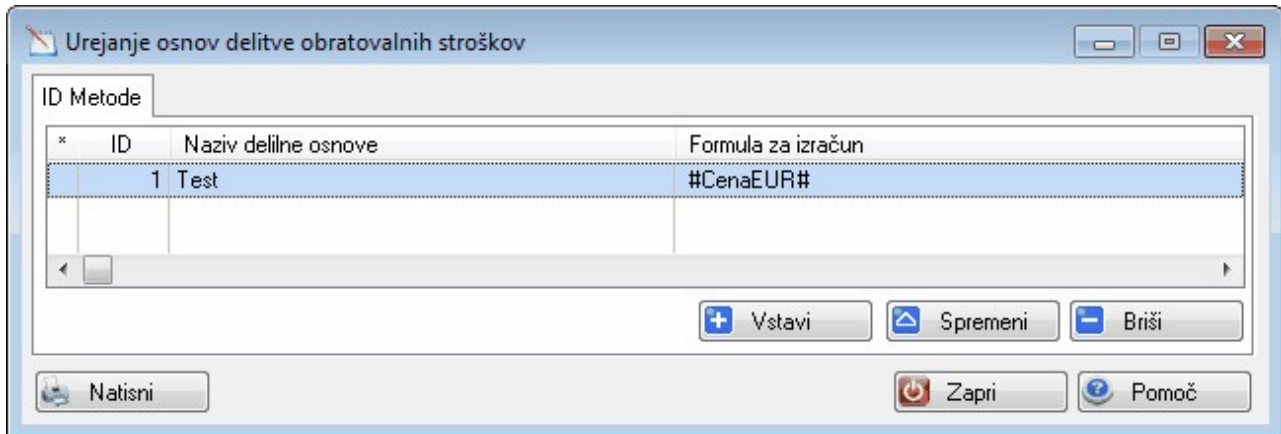 Urejanje osnov delitve obratovalnih stroškov
ID Metode
* ID Naziv delilne osnove Formula za izračun
1 Test #CenaEUR#
Vstavi Spremeni Briši
Natisni Zapri Pomoč